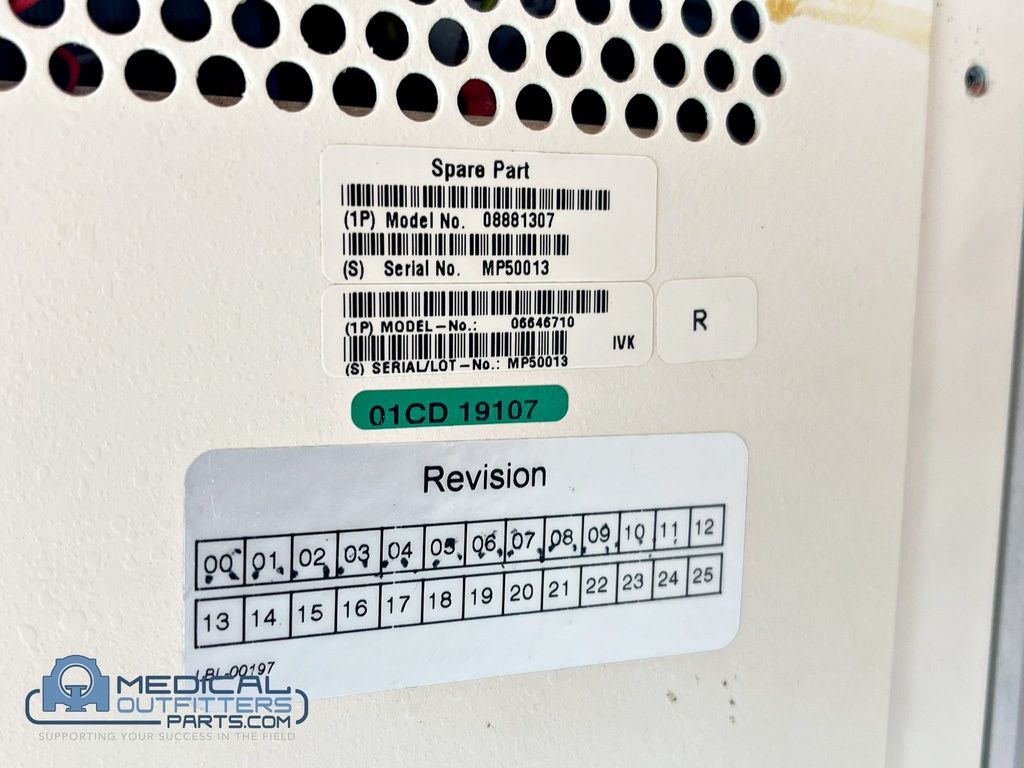 Spare Part
(1P) Model No. 08881307
(S) Serial No. MP50013
(1P) MODEL-No.: 06646710
IVK
(S) SERIAL/LOT-No.: MP50013
R
01CD 19107
Revision
00 01 02 03 04 05 06 07 08 09 10 11 12
13 14 15 16 17 18 19 20 21 22 23 24 25
LBL-00197
MEDICAL
OUTFITTERS
PARTS.COM
SUPPORTING YOUR SUCCESS IN THE FIELD